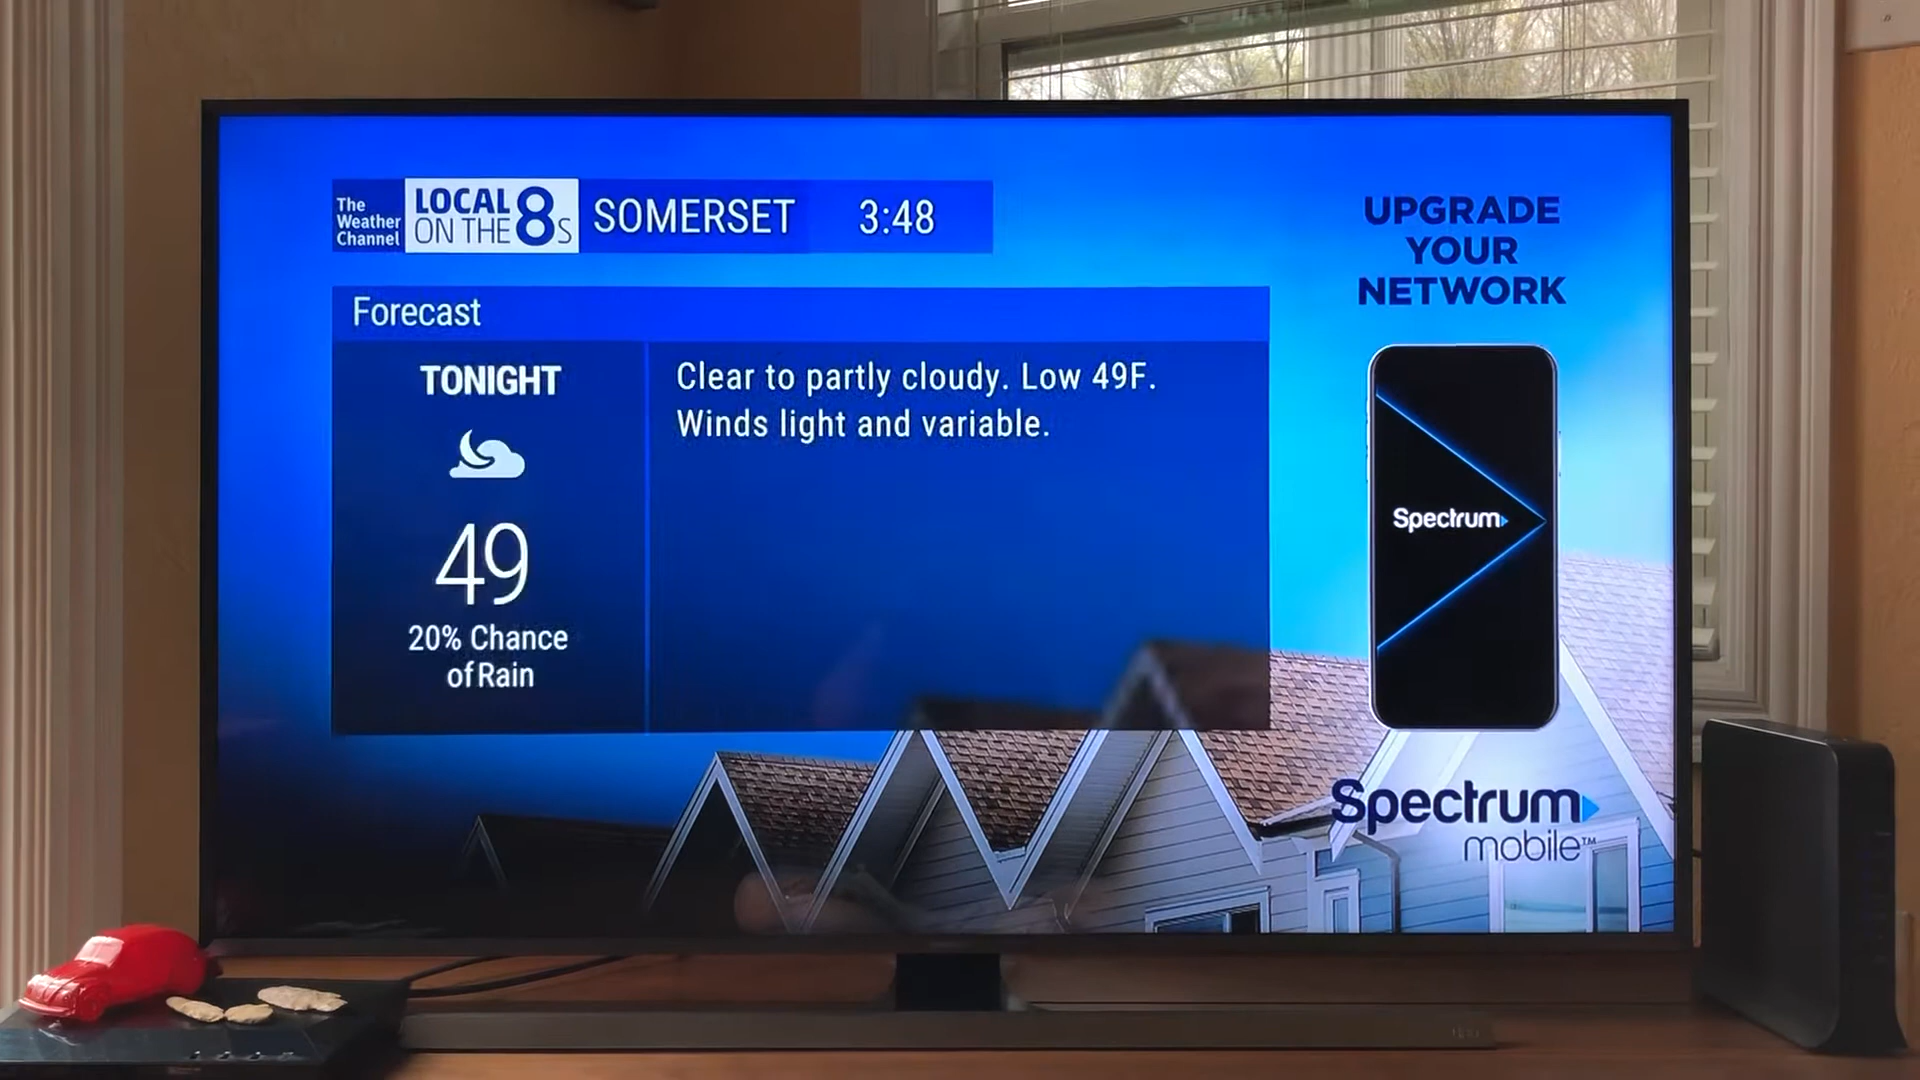 The
Weather
Channel
LOCAL
ON THE 8s
SOMERSET 3:48
Forecast
TONIGHT
49
20% Chance
of Rain
Clear to partly cloudy. Low 49F.
Winds light and variable.
UPGRADE
YOUR
NETWORK
Spectrum
Spectrum
mobile™